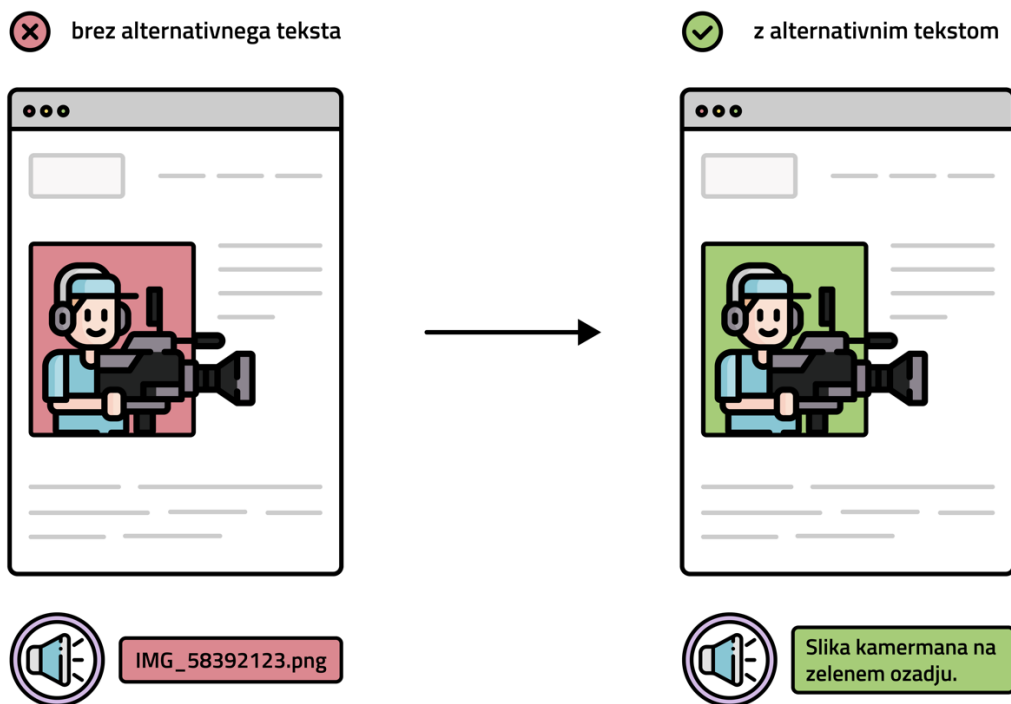 brez alternativnega teksta
z alternativnim tekstom
IMG_58392123.png
Slika kamermana na
zelenem ozadju.